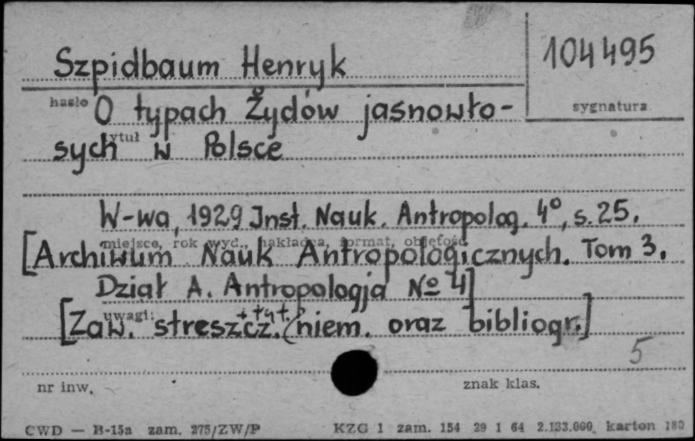 Szpidbaum Henryk
104495
hasło
sygnatura
O typach Żydów jasnowło-
tytuł
sych w Polsce
W-wa, 1929 Inst. Nauk. Antropolog. 4°, s. 25.
miejsce, rok wyd., nakładca, format, objętość
[Archiwum Nauk Antropologicznych. Tom 3.
Dział A. Antropologja № 4]
uwagi:
[Zaw. streszcz. (niem. oraz bibliogr.]
+ tyt.
5
nr inw.
znak klas.
CWD — B-15a zam. 275/ZW/P
KZG 1 zam. 154 29 1 64 2.133.000 karton 180